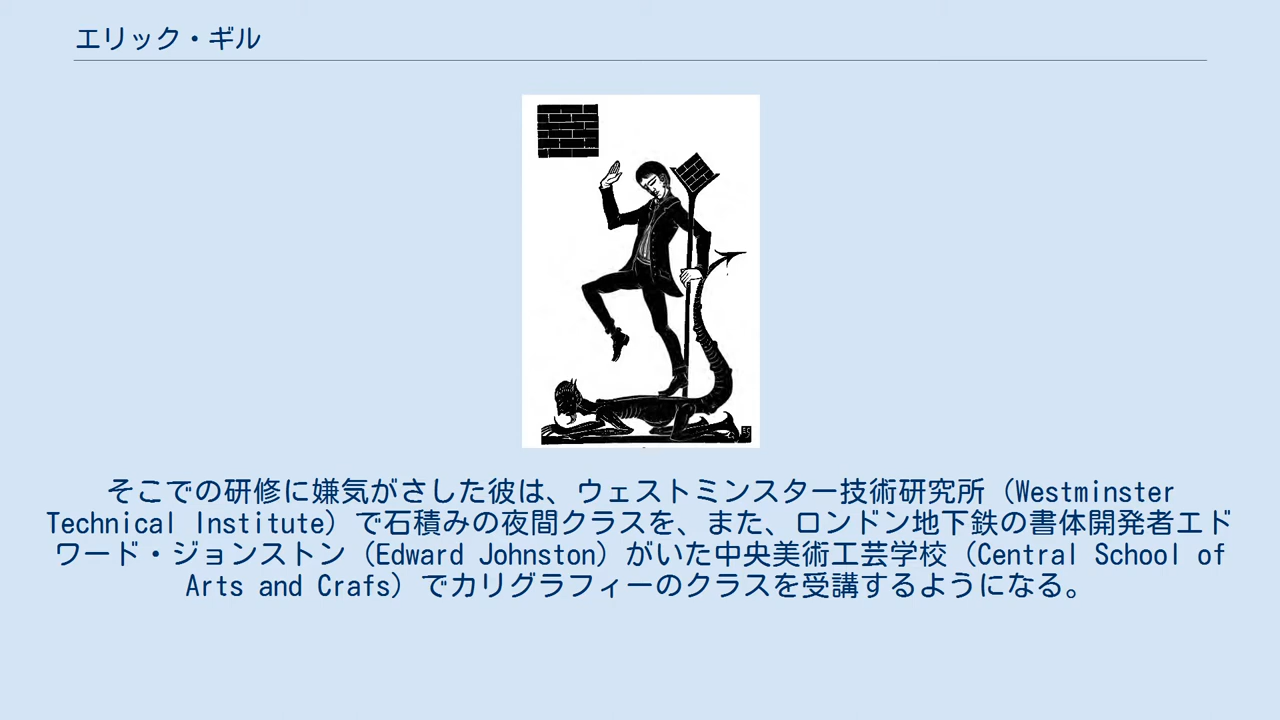 エリック・ギル
そこでの研修に嫌気がさした彼は、ウェストミンスター技術研究所（Westminster
Technical Institute）で石積みの夜間クラスを、また、ロンドン地下鉄の書体開発者エド
ワード・ジョンストン（Edward Johnston）がいた中央美術工芸学校（Central School of
Arts and Crafs）でカリグラフィーのクラスを受講するようになる。